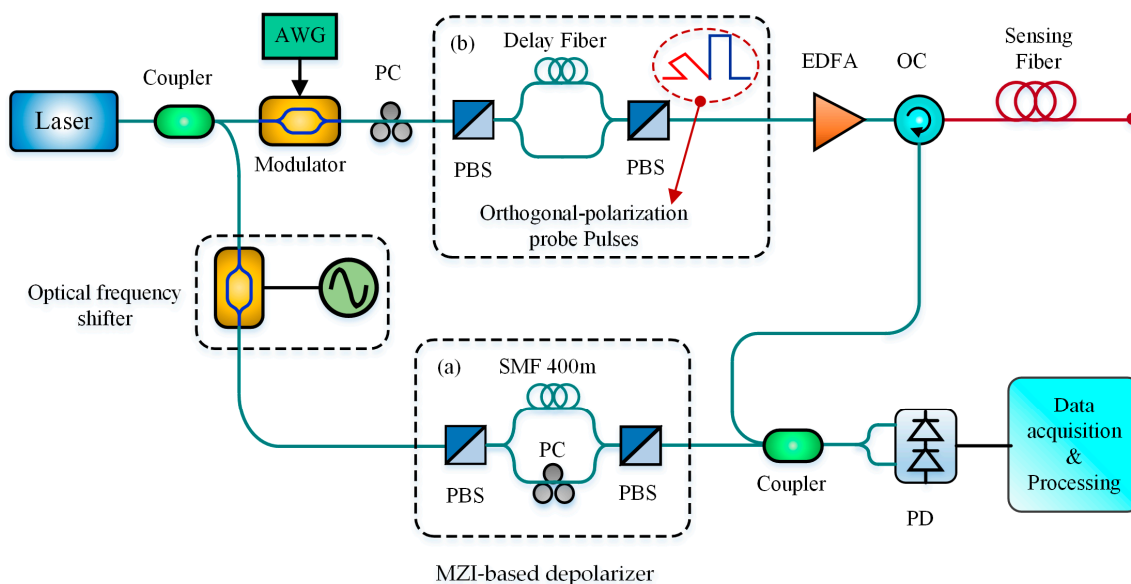 AWG
(b)
Delay Fiber
Sensing
Fiber
EDFA
OC
Coupler
PC
Laser
Modulator
PBS
PBS
Orthogonal-polarization
probe Pulses
Optical frequency
shifter
(a)
SMF 400m
PC
PBS
PBS
Coupler
PD
Data
acquisition
&
Processing
MZI-based depolarizer